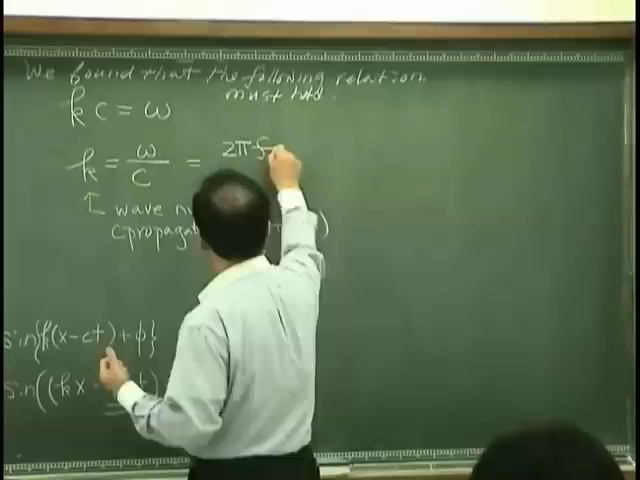 We found that the following relation
must hold.
k c = ω
k = ω/c = 2πf
↑ wave
(propagat )
sin{k(x-ct)+φ}
sin((kx - t)